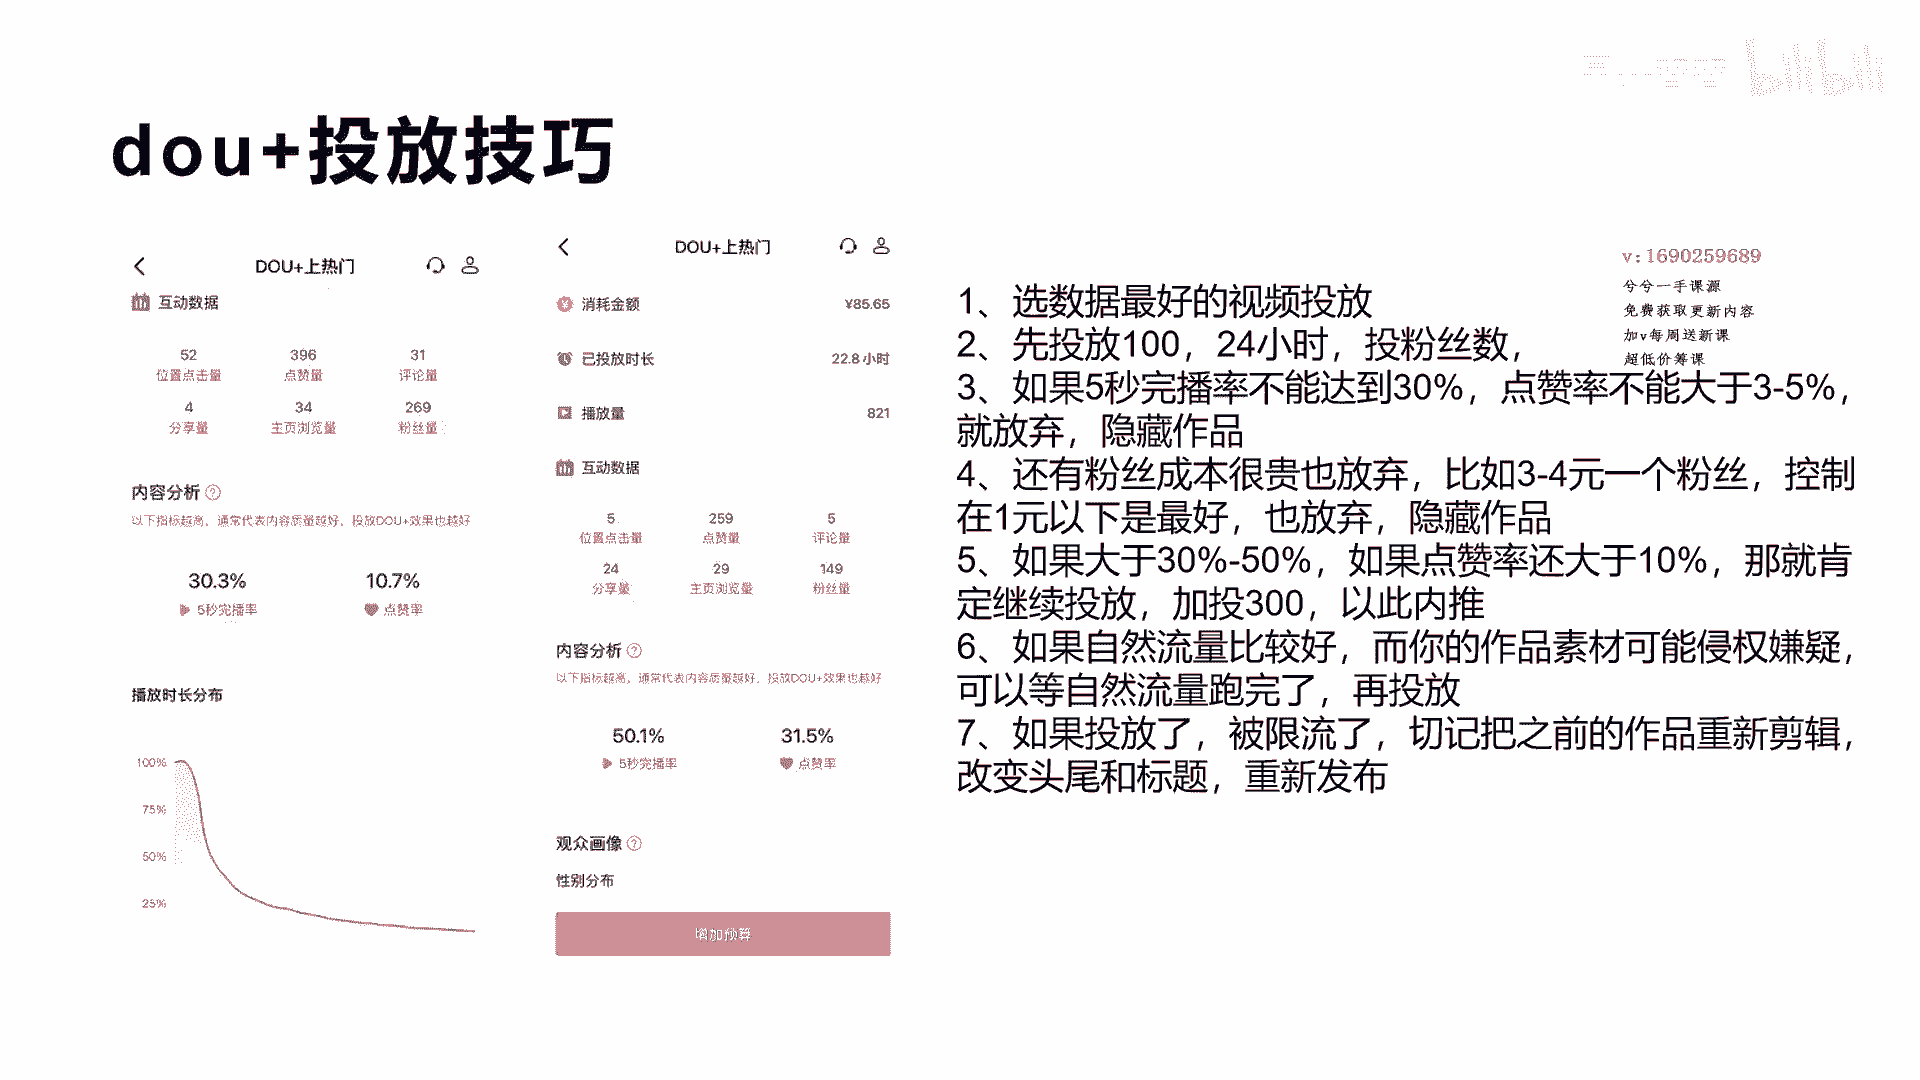 bilibili
dou+投放技巧
DOU+上热门
互动数据
52 396 31
位置点击量 点赞量 评论量
4 34 269
分享量 主页浏览量 粉丝量
内容分析
以下指标越高，通常代表内容质量越好，投放DOU+效果也越好
30.3% 10.7%
5秒完播率 点赞率
播放时长分布
100%
75%
50%
25%
DOU+上热门
消耗金额 ¥85.65
已投放时长 22.8小时
播放量 821
互动数据
5 259 5
位置点击量 点赞量 评论量
24 29 149
分享量 主页浏览量 粉丝量
内容分析
以下指标越高，通常代表内容质量越好，投放DOU+效果也越好
50.1% 31.5%
5秒完播率 点赞率
观众画像
性别分布
增加预算
v:1690259689
兮兮一手课源
免费获取更新内容
加v每周送新课
超低价筹课
1、选数据最好的视频投放
2、先投放100，24小时，投粉丝数，
3、如果5秒完播率不能达到30%，点赞率不能大于3-5%，
就放弃，隐藏作品
4、还有粉丝成本很贵也放弃，比如3-4元一个粉丝，控制
在1元以下是最好，也放弃，隐藏作品
5、如果大于30%-50%，如果点赞率还大于10%，那就肯
定继续投放，加投300，以此内推
6、如果自然流量比较好，而你的作品素材可能侵权嫌疑，
可以等自然流量跑完了，再投放
7、如果投放了，被限流了，切记把之前的作品重新剪辑，
改变头尾和标题，重新发布